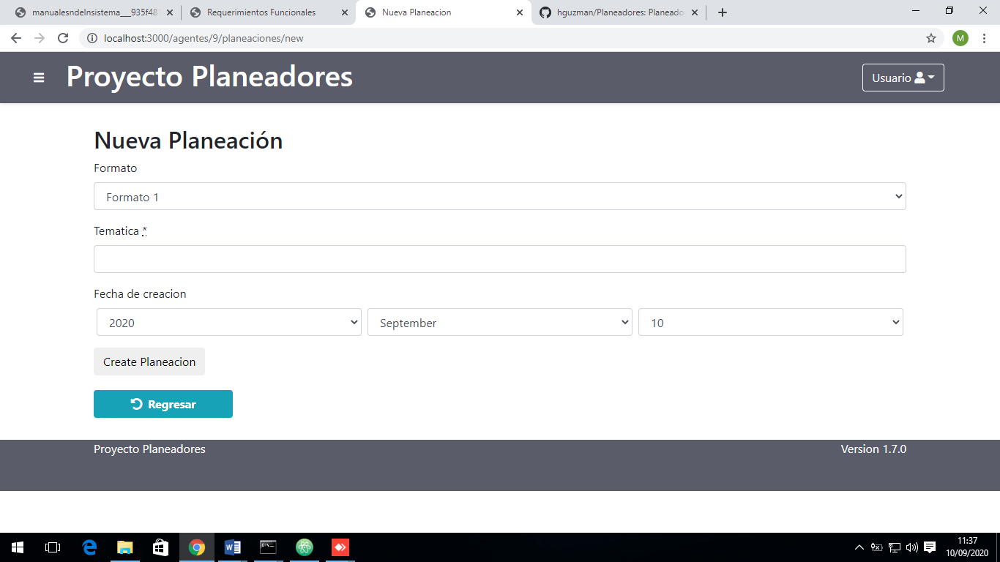 manualesndelnsistema___935f48
Requerimientos Funcionales
Nueva Planeacion
hguzman/Planeadores: Planeado
localhost:3000/agentes/9/planeaciones/new
M
Proyecto Planeadores
Usuario
Nueva Planeación
Formato
Formato 1
Tematica *
Fecha de creacion
2020
September
10
Create Planeacion
Regresar
Proyecto Planeadores
Version 1.7.0
11:37
10/09/2020